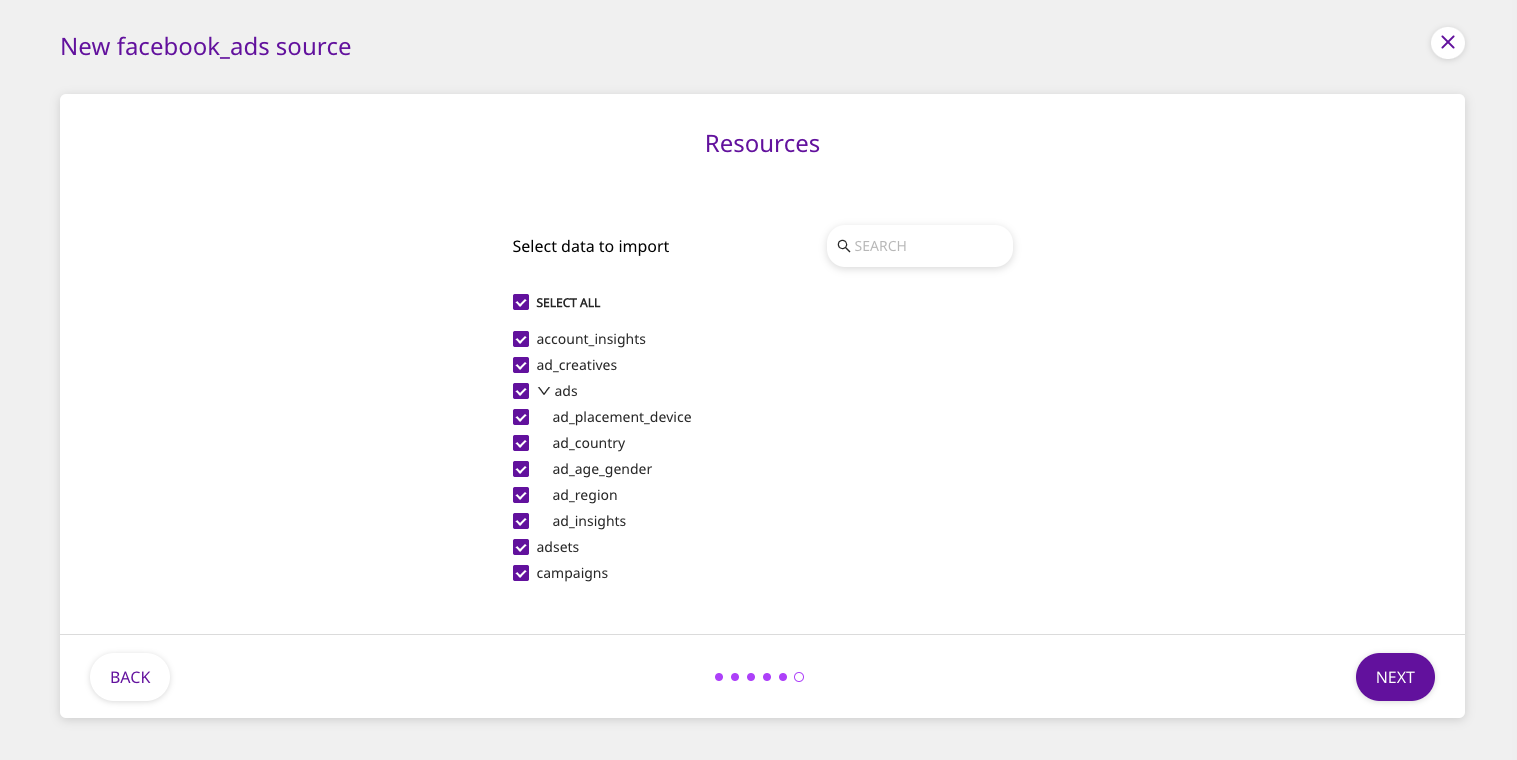 New facebook_ads source
Resources
Select data to import
SEARCH
SELECT ALL
account_insights
ad_creatives
ads
ad_placement_device
ad_country
ad_age_gender
ad_region
ad_insights
adsets
campaigns
BACK
NEXT